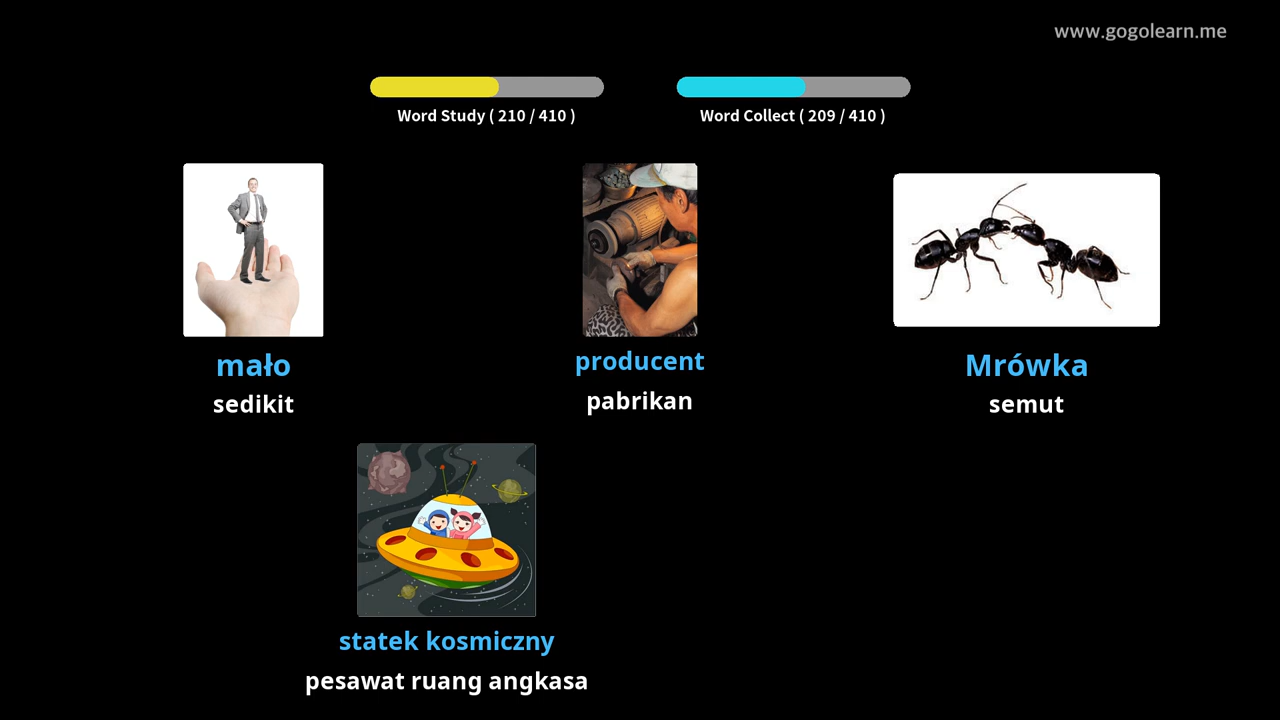 www.gogolearn.me
Word Study ( 210 / 410 )
Word Collect ( 209 / 410 )
mało
sedikit
producent
pabrikan
Mrówka
semut
statek kosmiczny
pesawat ruang angkasa